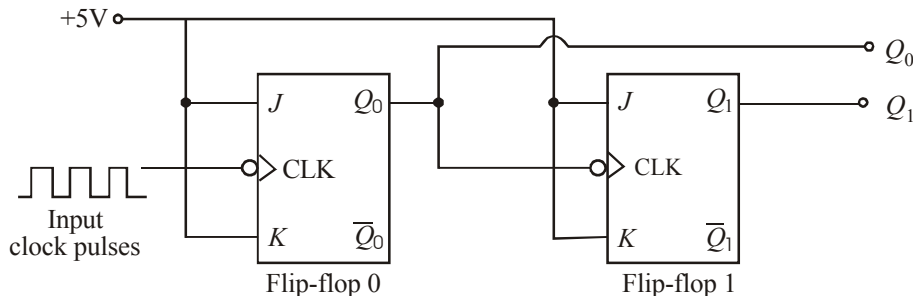 +5V
Q0
J Q0 J Q1 Q1
CLK CLK
Input
clock pulses
K Q̅0 K Q̅1
Flip-flop 0 Flip-flop 1